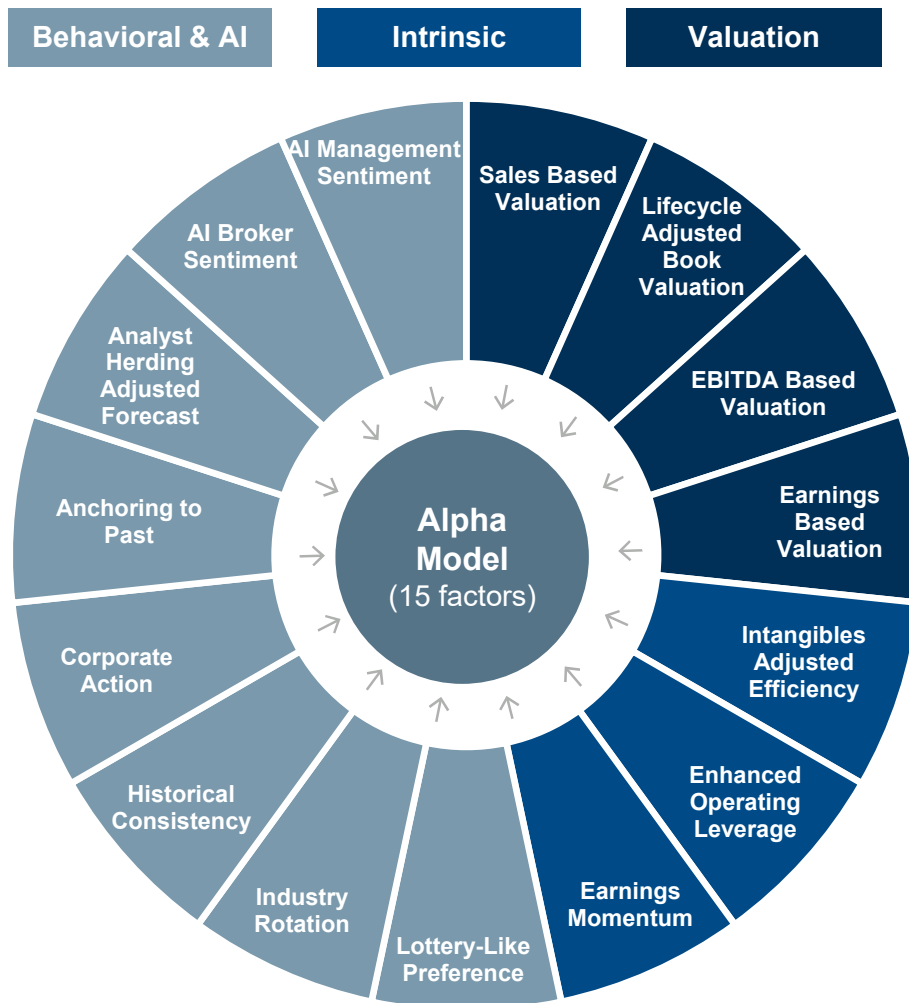 Behavioral & AI
Intrinsic
Valuation
AI Management
Sentiment
Sales Based
Valuation
Lifecycle
Adjusted
Book
Valuation
EBITDA Based
Valuation
Earnings
Based
Valuation
Intangibles
Adjusted
Efficiency
Enhanced
Operating
Leverage
Earnings
Momentum
Lottery-Like
Preference
Industry
Rotation
Historical
Consistency
Corporate
Action
Anchoring to
Past
Analyst
Herding
Adjusted
Forecast
AI Broker
Sentiment
Alpha
Model
(15 factors)